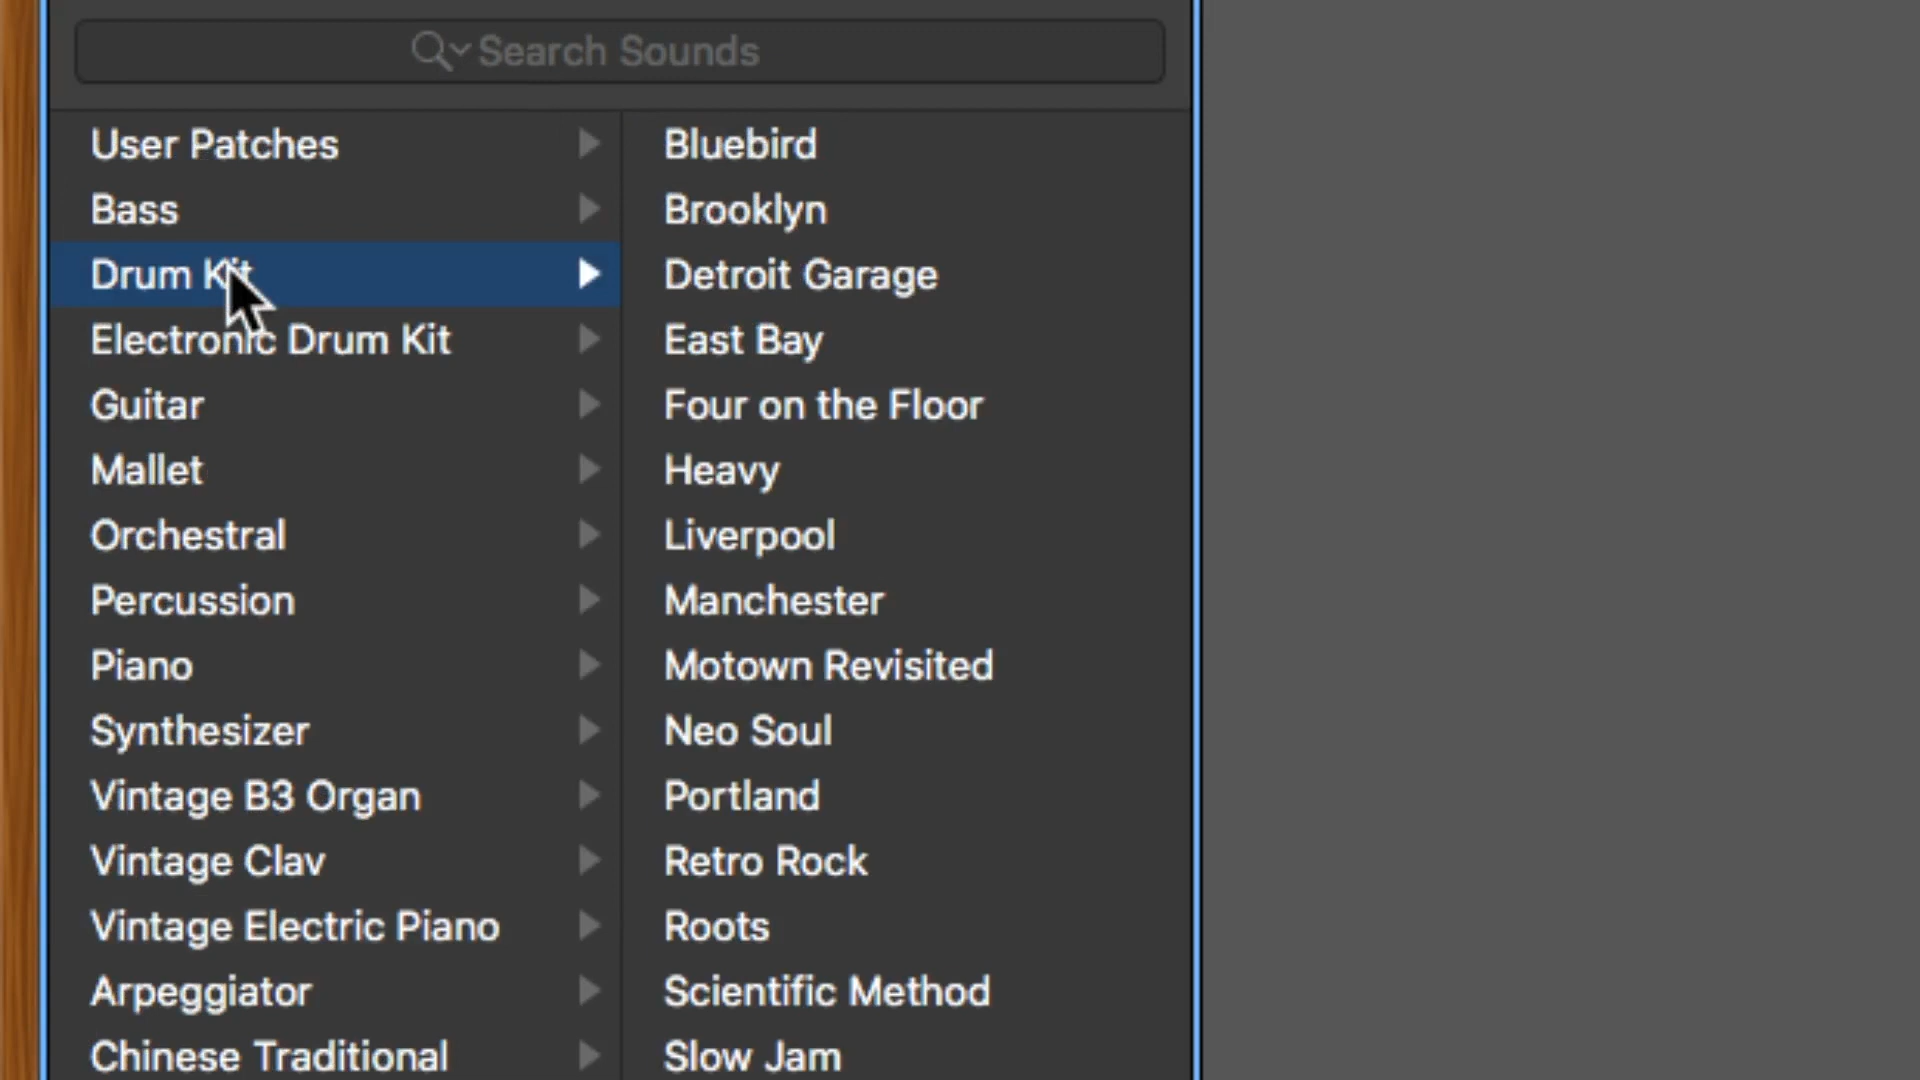 Search Sounds
User Patches
Bass
Drum Kit
Electronic Drum Kit
Guitar
Mallet
Orchestral
Percussion
Piano
Synthesizer
Vintage B3 Organ
Vintage Clav
Vintage Electric Piano
Arpeggiator
Chinese Traditional
Bluebird
Brooklyn
Detroit Garage
East Bay
Four on the Floor
Heavy
Liverpool
Manchester
Motown Revisited
Neo Soul
Portland
Retro Rock
Roots
Scientific Method
Slow Jam